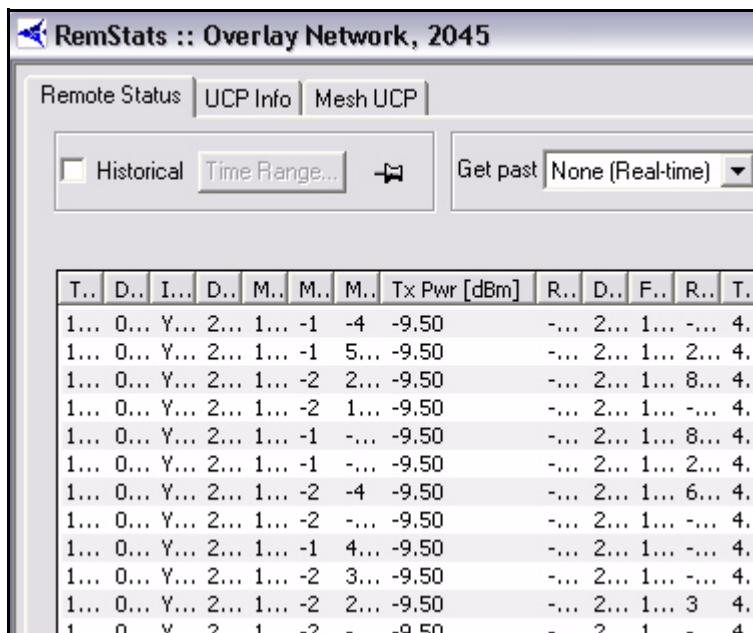 RemStats :: Overlay Network, 2045
Remote Status UCP Info Mesh UCP
Historical Time Range... Get past None (Real-time)
T.. D.. I... D.. M.. M.. M.. Tx Pwr [dBm] R.. D.. F.. R.. T.
1... 0... Y... 2... 1... -1 -4 -9.50 -... 2... 1... -... 4.
1... 0... Y... 2... 1... -1 5... -9.50 -... 2... 1... 2... 4.
1... 0... Y... 2... 1... -2 2... -9.50 -... 2... 1... 8... 4.
1... 0... Y... 2... 1... -2 1... -9.50 -... 2... 1... -... 4.
1... 0... Y... 2... 1... -1 -... -9.50 -... 2... 1... 8... 4.
1... 0... Y... 2... 1... -1 -... -9.50 -... 2... 1... 2... 4.
1... 0... Y... 2... 1... -2 -4 -9.50 -... 2... 1... 6... 4.
1... 0... Y... 2... 1... -2 -... -9.50 -... 2... 1... -... 4.
1... 0... Y... 2... 1... -1 4... -9.50 -... 2... 1... -... 4.
1... 0... Y... 2... 1... -2 3... -9.50 -... 2... 1... -... 4.
1... 0... Y... 2... 1... -2 2... -9.50 -... 2... 1... 3 4.